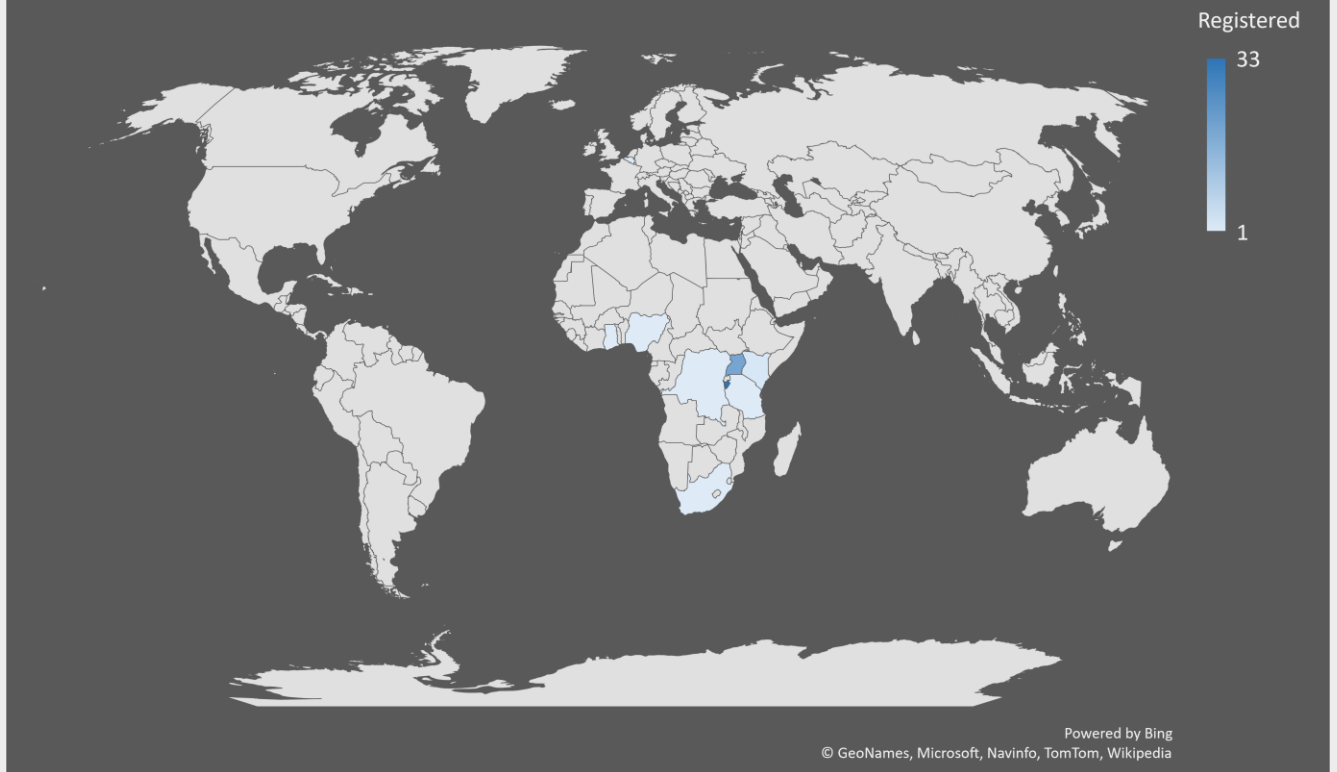 Registered
33
1
Powered by Bing
© GeoNames, Microsoft, Navinfo, TomTom, Wikipedia